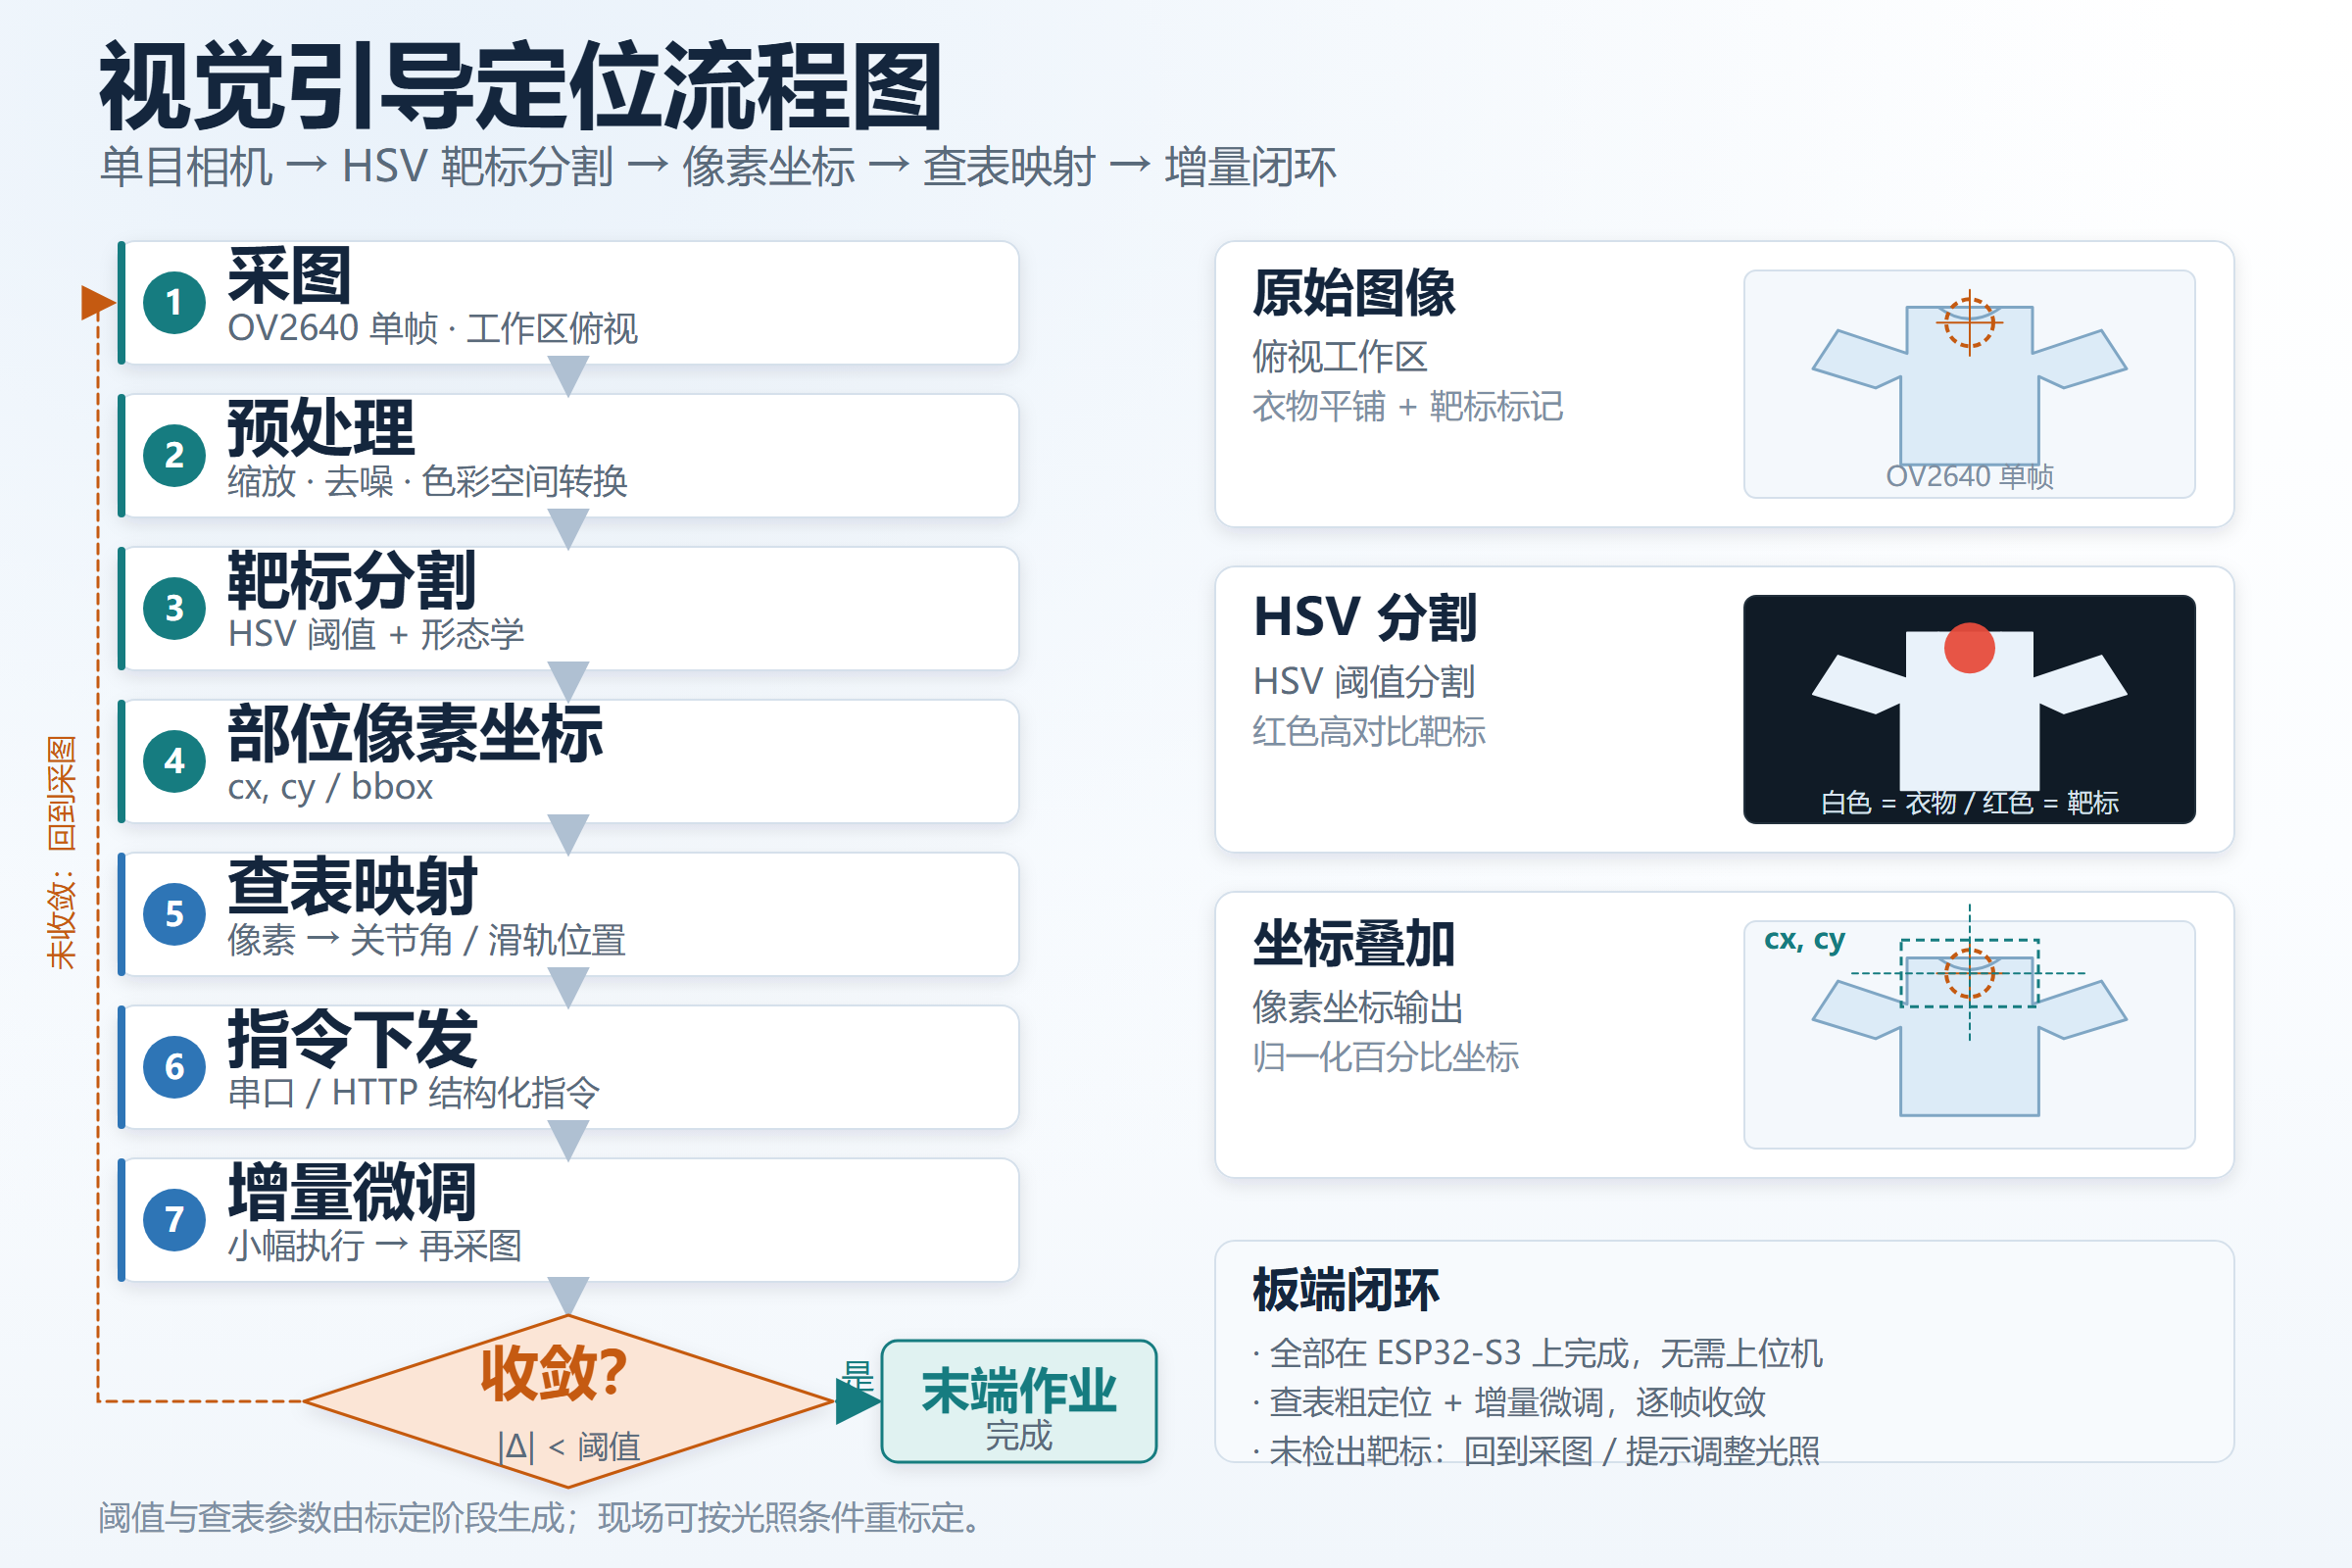 视觉引导定位流程图
单目相机 → HSV 靶标分割 → 像素坐标 → 查表映射 → 增量闭环
1
采图
OV2640 单帧 · 工作区俯视
2
预处理
缩放 · 去噪 · 色彩空间转换
3
靶标分割
HSV 阈值 + 形态学
4
部位像素坐标
cx, cy / bbox
5
查表映射
像素 → 关节角 / 滑轨位置
6
指令下发
串口 / HTTP 结构化指令
7
增量微调
小幅执行 → 再采图
收敛?
|Δ| < 阈值
是
末端作业
完成
未收敛：回到采图
阈值与查表参数由标定阶段生成；现场可按光照条件重标定。
原始图像
俯视工作区
衣物平铺 + 靶标标记
OV2640 单帧
HSV 分割
HSV 阈值分割
红色高对比靶标
白色 = 衣物 / 红色 = 靶标
坐标叠加
像素坐标输出
归一化百分比坐标
cx, cy
板端闭环
· 全部在 ESP32-S3 上完成，无需上位机
· 查表粗定位 + 增量微调，逐帧收敛
· 未检出靶标：回到采图 / 提示调整光照